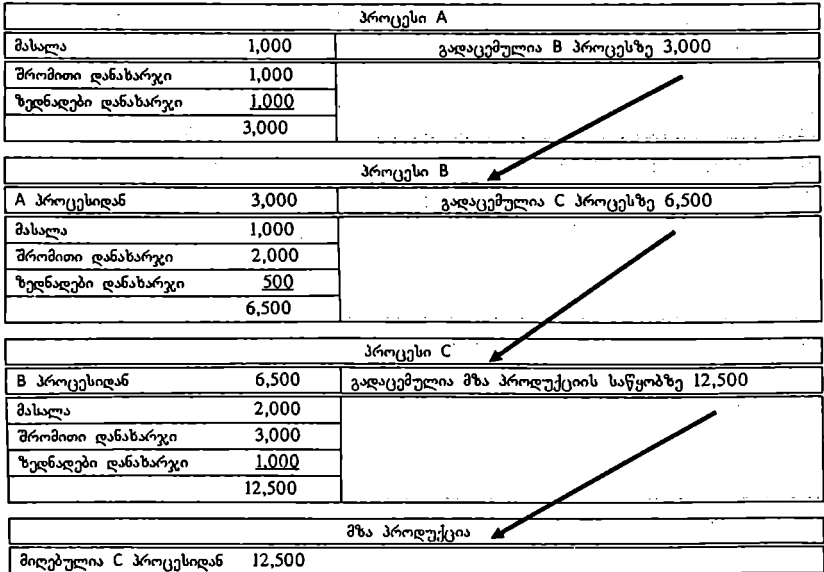 პროცესი A
მასალა 1,000 გადაცემულია B პროცესზე 3,000
შრომითი დანახარჯი 1,000
ზედნადები დანახარჯი 1,000
3,000
პროცესი B
A პროცესიდან 3,000 გადაცემულია C პროცესზე 6,500
მასალა 1,000
შრომითი დანახარჯი 2,000
ზედნადები დანახარჯი 500
6,500
პროცესი C
B პროცესიდან 6,500 გადაცემულია მზა პროდუქციის საწყობზე 12,500
მასალა 2,000
შრომითი დანახარჯი 3,000
ზედნადები დანახარჯი 1,000
12,500
მზა პროდუქცია
მიღებულია C პროცესიდან 12,500